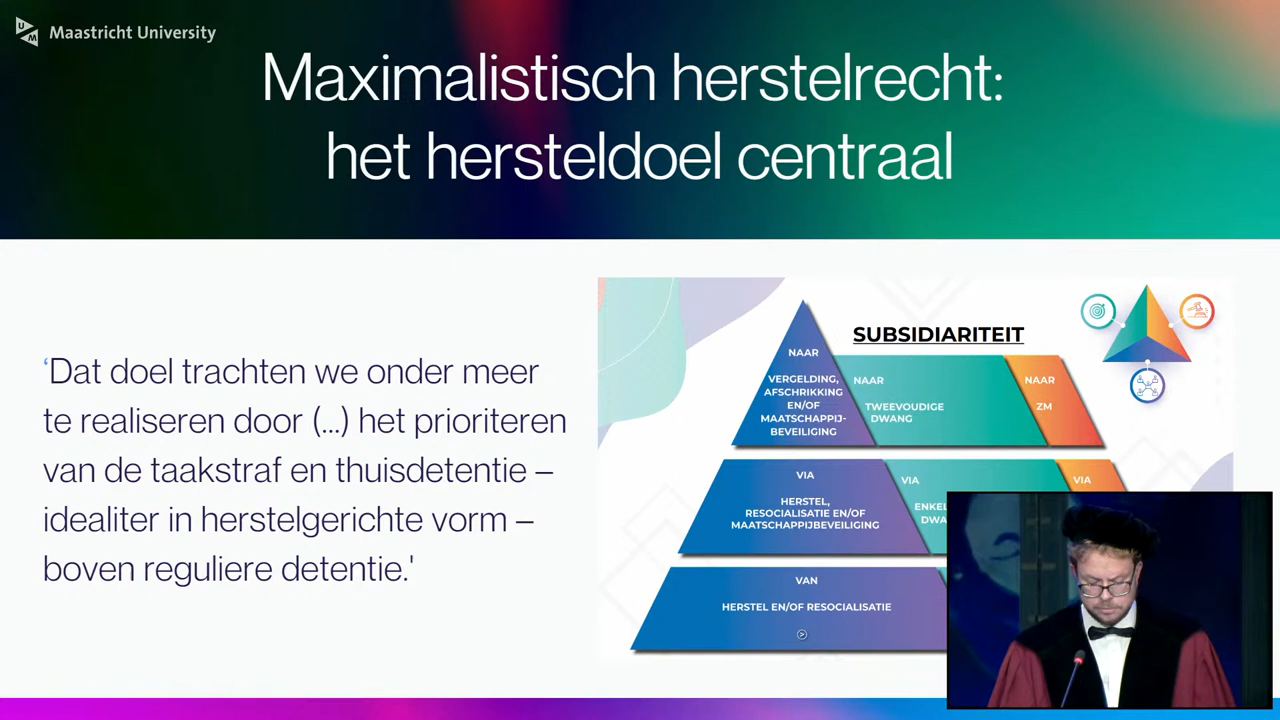 Maastricht University
Maximalistisch herstelrecht:
het hersteldoel centraal
‘Dat doel trachten we onder meer
te realiseren door (...) het prioriteren
van de taakstraf en thuisdetentie –
idealiter in herstelgerichte vorm –
boven reguliere detentie.'
SUBSIDIARITEIT
NAAR
VERGELDING,
AFSCHRIKKING
EN/OF
MAATSCHAPPIJ-
BEVEILIGING
NAAR
TWEEVOUDIGE
DWANG
NAAR
ZM
VIA
HERSTEL,
RESOCIALISATIE EN/OF
MAATSCHAPPIJBEVEILIGING
VIA
VIA
VAN
HERSTEL EN/OF RESOCIALISATIE